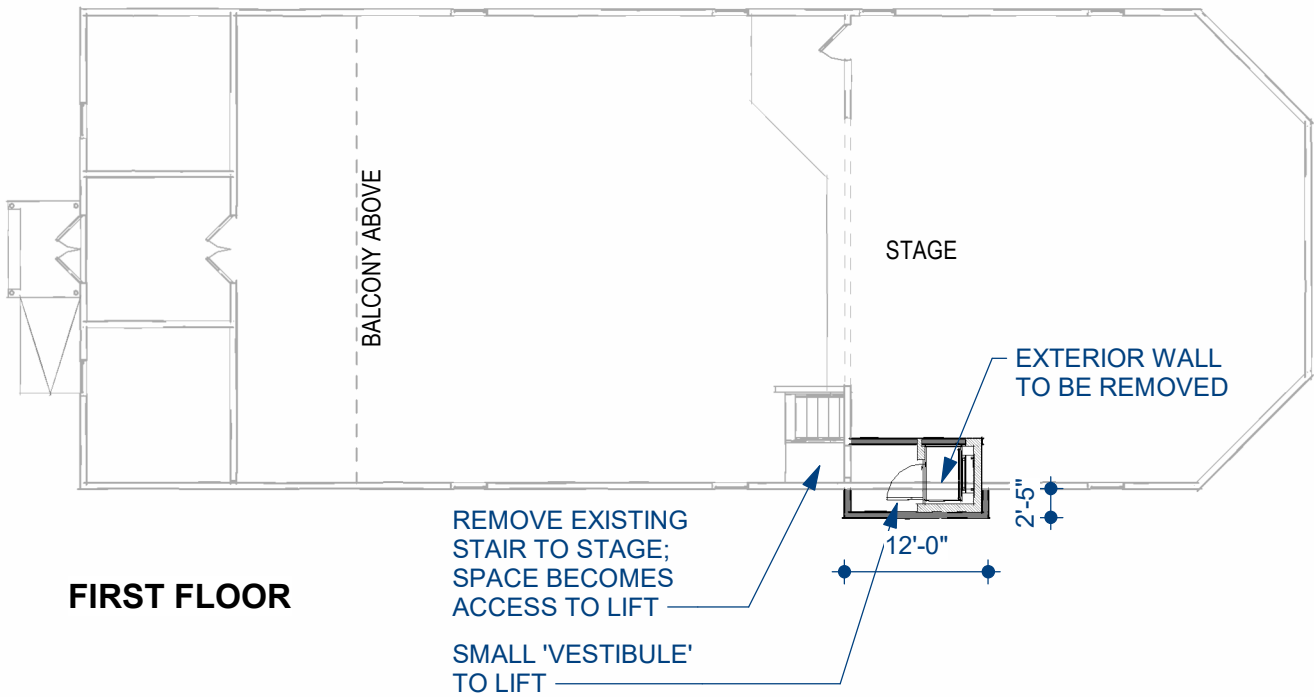 BALCONY ABOVE
STAGE
EXTERIOR WALL
TO BE REMOVED
2'-5"
12'-0"
REMOVE EXISTING
STAIR TO STAGE;
SPACE BECOMES
ACCESS TO LIFT
FIRST FLOOR
SMALL 'VESTIBULE'
TO LIFT